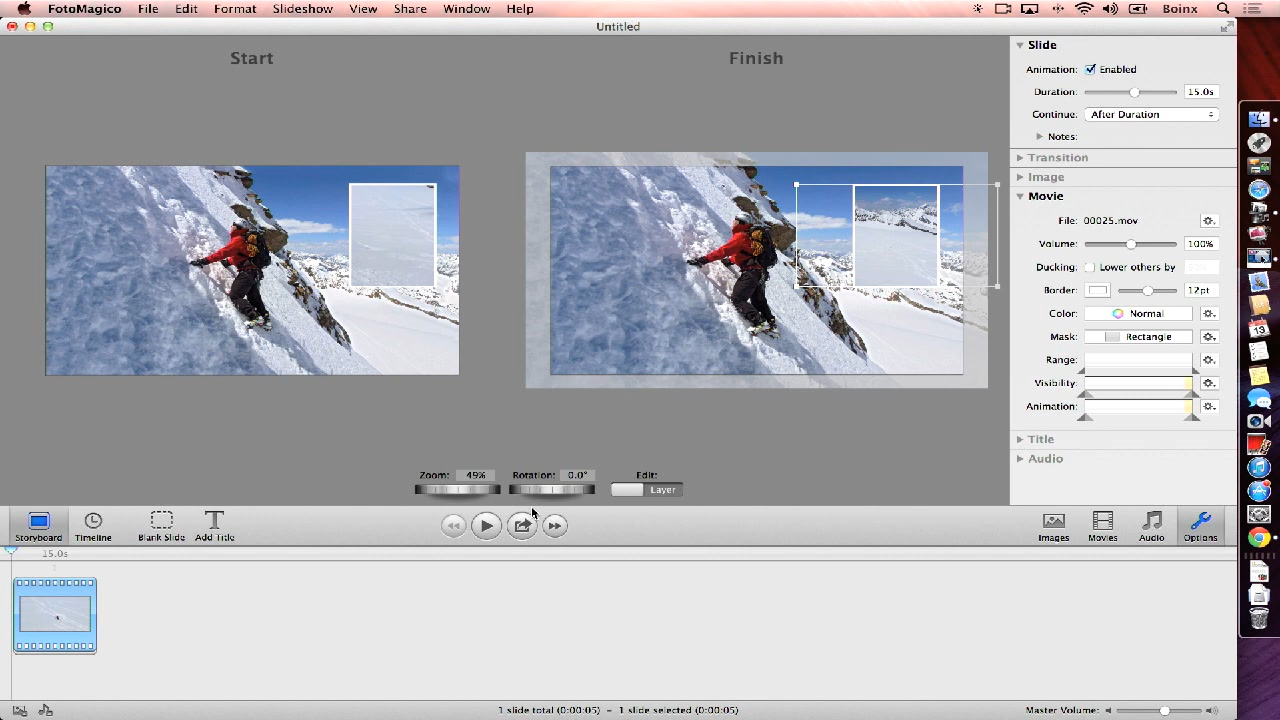 FotoMagico File Edit Format Slideshow View Share Window Help Boinx
Untitled
Start Finish
Slide
Animation: Enabled
Duration: 15.0s
Continue: After Duration
Notes:
Transition
Image
Movie
File: 00025.mov
Volume: 100%
Ducking: Lower others by
Border: 12pt
Color: Normal
Mask: Rectangle
Range:
Visibility:
Animation:
Title
Audio
Zoom: 49% Rotation: 0.0° Edit:
Layer
Storyboard Timeline Blank Slide Add Title Images Movies Audio Options
15.0s
1 slide total (0:00:05) – 1 slide selected (0:00:05) Master Volume: